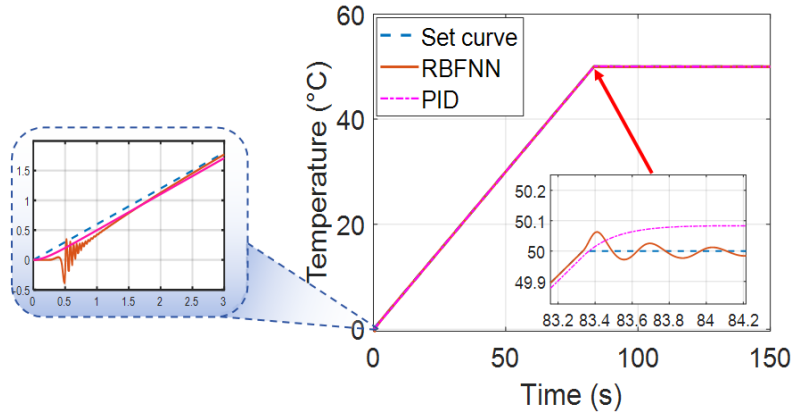 60
40
20
0
Temperature (°C)
Set curve
RBFNN
PID
1.5
1
0.5
0
-0.5
0 0.5 1 1.5 2 2.5 3
50.2
50.1
50
49.9
83.2 83.4 83.6 83.8 84 84.2
0 50 100 150
Time (s)